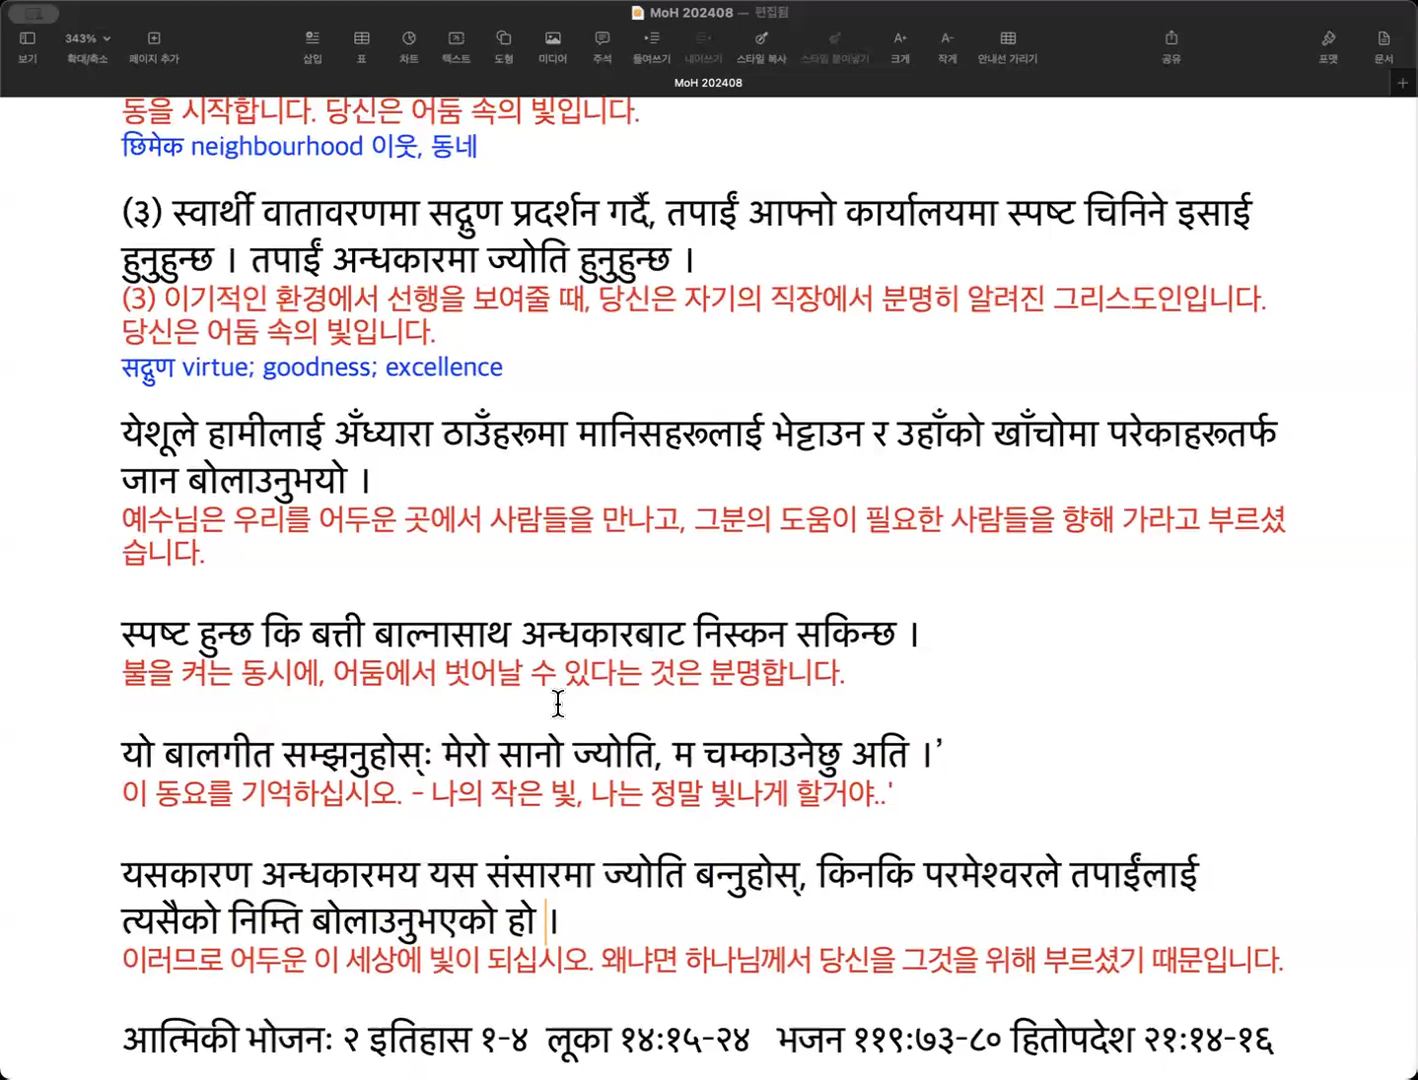 MoH 202408 — 편집됨
343%
보기 확대/축소 페이지 추가 삽입 표 차트 텍스트 도형 미디어 주석 들여쓰기 내어쓰기 스타일 복사 스타일 붙여넣기 크게 작게 안내선 가리기 공유 포맷 문서
MoH 202408
동을 시작합니다. 당신은 어둠 속의 빛입니다.
छिमेक neighbourhood 이웃, 동네
(३) स्वार्थी वातावरणमा सद्गुण प्रदर्शन गर्दै, तपाईं आफ्नो कार्यालयमा स्पष्ट चिनिने इसाई
हुनुहुन्छ । तपाईं अन्धकारमा ज्योति हुनुहुन्छ ।
(3) 이기적인 환경에서 선행을 보여줄 때, 당신은 자기의 직장에서 분명히 알려진 그리스도인입니다.
당신은 어둠 속의 빛입니다.
सद्गुण virtue; goodness; excellence
येशूले हामीलाई अँध्यारा ठाउँहरूमा मानिसहरूलाई भेट्टाउन र उहाँको खाँचोमा परेकाहरूतर्फ
जान बोलाउनुभयो ।
예수님은 우리를 어두운 곳에서 사람들을 만나고, 그분의 도움이 필요한 사람들을 향해 가라고 부르셨
습니다.
स्पष्ट हुन्छ कि बत्ती बाल्नासाथ अन्धकारबाट निस्कन सकिन्छ ।
불을 켜는 동시에, 어둠에서 벗어날 수 있다는 것은 분명합니다.
यो बालगीत सम्झनुहोस्ः मेरो सानो ज्योति, म चम्काउनेछु अति ।’
이 동요를 기억하십시오. - 나의 작은 빛, 나는 정말 빛나게 할거야..'
यसकारण अन्धकारमय यस संसारमा ज्योति बन्नुहोस्, किनकि परमेश्वरले तपाईंलाई
त्यसैको निम्ति बोलाउनुभएको हो ।
이러므로 어두운 이 세상에 빛이 되십시오. 왜냐면 하나님께서 당신을 그것을 위해 부르셨기 때문입니다.
आत्मिकी भोजनः २ इतिहास १-४ लूका १४:१५-२४ भजन ११९:७३-८० हितोपदेश २१:१४-१६